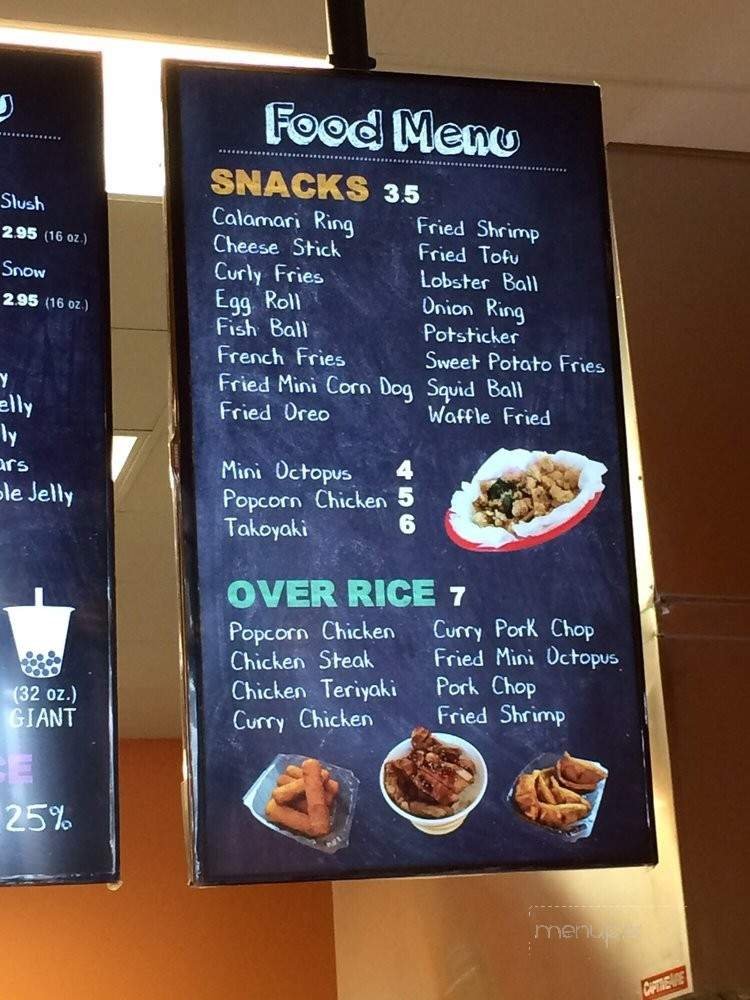 Slush
2.95 (16 oz.)
Snow
2.95 (16 oz.)
y
elly
ly
ars
ole Jelly
(32 oz.)
GIANT
CE
25%
Food Menu
SNACKS 3.5
Calamari Ring
Cheese Stick
Curly Fries
Egg Roll
Fish Ball
French Fries
Fried Mini Corn Dog
Fried Oreo
Fried Shrimp
Fried Tofu
Lobster Ball
Onion Ring
Potsticker
Sweet Potato Fries
Squid Ball
Waffle Fried
Mini Octopus 4
Popcorn Chicken 5
Takoyaki 6
OVER RICE 7
Popcorn Chicken
Chicken Steak
Chicken Teriyaki
Curry Chicken
Curry Pork Chop
Fried Mini Octopus
Pork Chop
Fried Shrimp
CAPTIVEAIRE